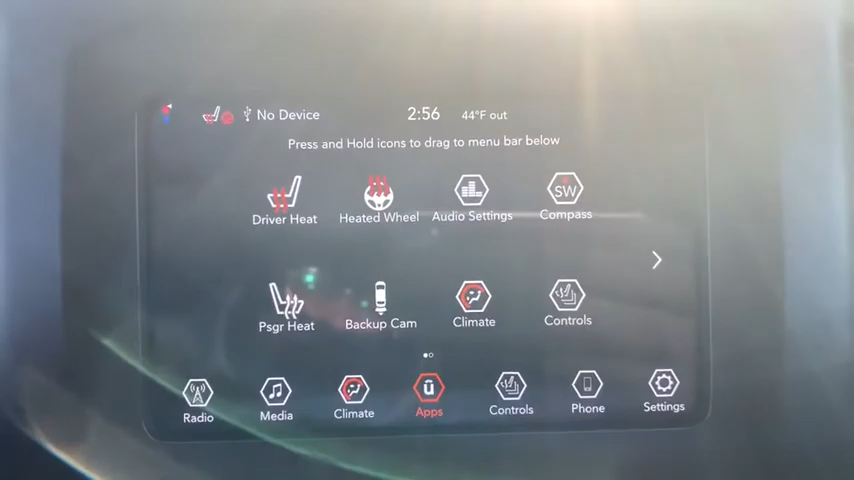 No Device 2:56 44°F out
Press and Hold icons to drag to menu bar below
Driver Heat Heated Wheel Audio Settings SW Compass
Psgr Heat Backup Cam Climate Controls
Radio Media Climate ū Apps Controls Phone Settings